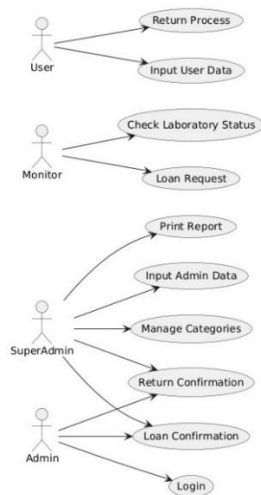 Return Process
User
Input User Data
Check Laboratory Status
Monitor
Loan Request
Print Report
Input Admin Data
Manage Categories
SuperAdmin
Return Confirmation
Loan Confirmation
Admin
Login